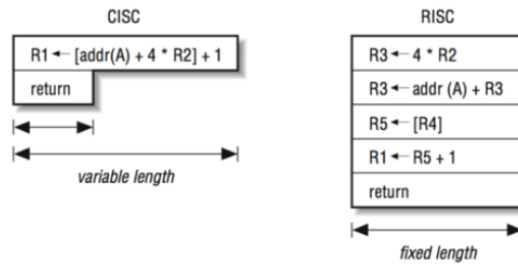 CISC
R1 ← [addr(A) + 4 * R2] + 1
return
variable length
RISC
R3 ← 4 * R2
R3 ← addr (A) + R3
R5 ← [R4]
R1 ← R5 + 1
return
fixed length